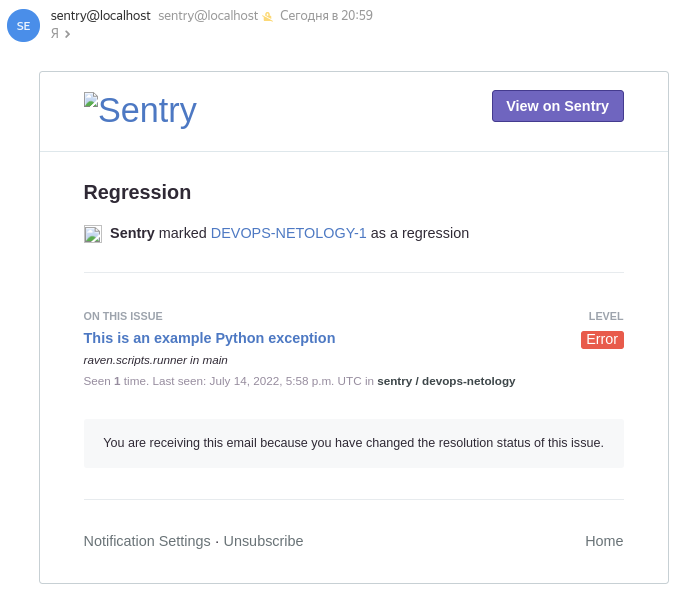 SE
sentry@localhost sentry@localhost Сегодня в 20:59
Я
Sentry
View on Sentry
Regression
Sentry marked DEVOPS-NETOLOGY-1 as a regression
ON THIS ISSUE LEVEL
This is an example Python exception Error
raven.scripts.runner in main
Seen 1 time. Last seen: July 14, 2022, 5:58 p.m. UTC in sentry / devops-netology
You are receiving this email because you have changed the resolution status of this issue.
Notification Settings · Unsubscribe Home